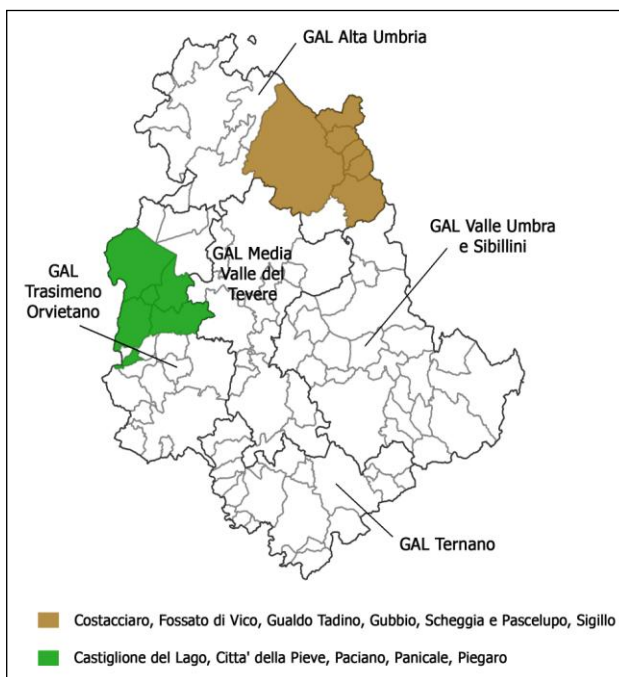 GAL Alta Umbria
GAL Valle Umbra
e Sibillini
GAL Media
Valle del
Tevere
GAL
Trasimeno
Orvietano
GAL Ternano
Costacciaro, Fossato di Vico, Gualdo Tadino, Gubbio, Scheggia e Pascelupo, Sigillo
Castiglione del Lago, Citta' della Pieve, Paciano, Panicale, Piegaro